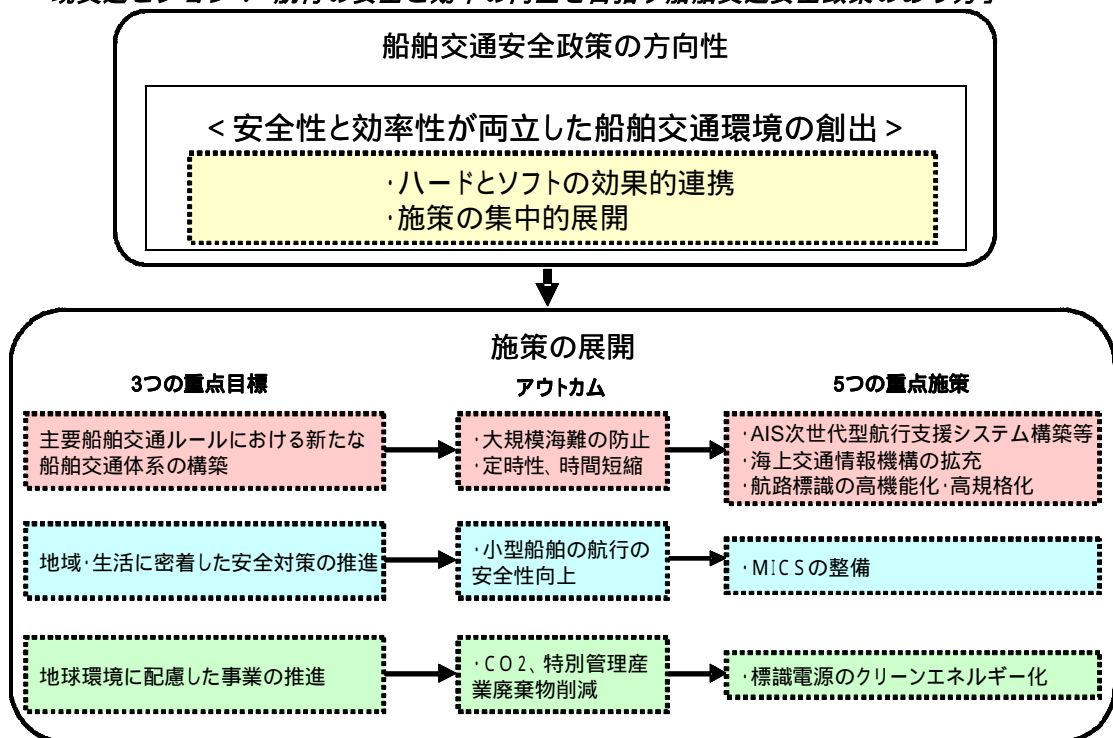 船舶交通安全政策の方向性
<安全性と効率性が両立した船舶交通環境の創出>
・ハードとソフトの効果的連携
・施策の集中的展開
施策の展開
3つの重点目標
アウトカム
5つの重点施策
主要船舶交通ルールにおける新たな
船舶交通体系の構築
・大規模海難の防止
・定時性、時間短縮
・AIS次世代型航行支援システム構築等
・海上交通情報機構の拡充
・航路標識の高機能化・高規格化
地域・生活に密着した安全対策の推進
・小型船舶の航行の
安全性向上
・MICSの整備
地球環境に配慮した事業の推進
・CO2、特別管理産
業廃棄物削減
・標識電源のクリーンエネルギー化